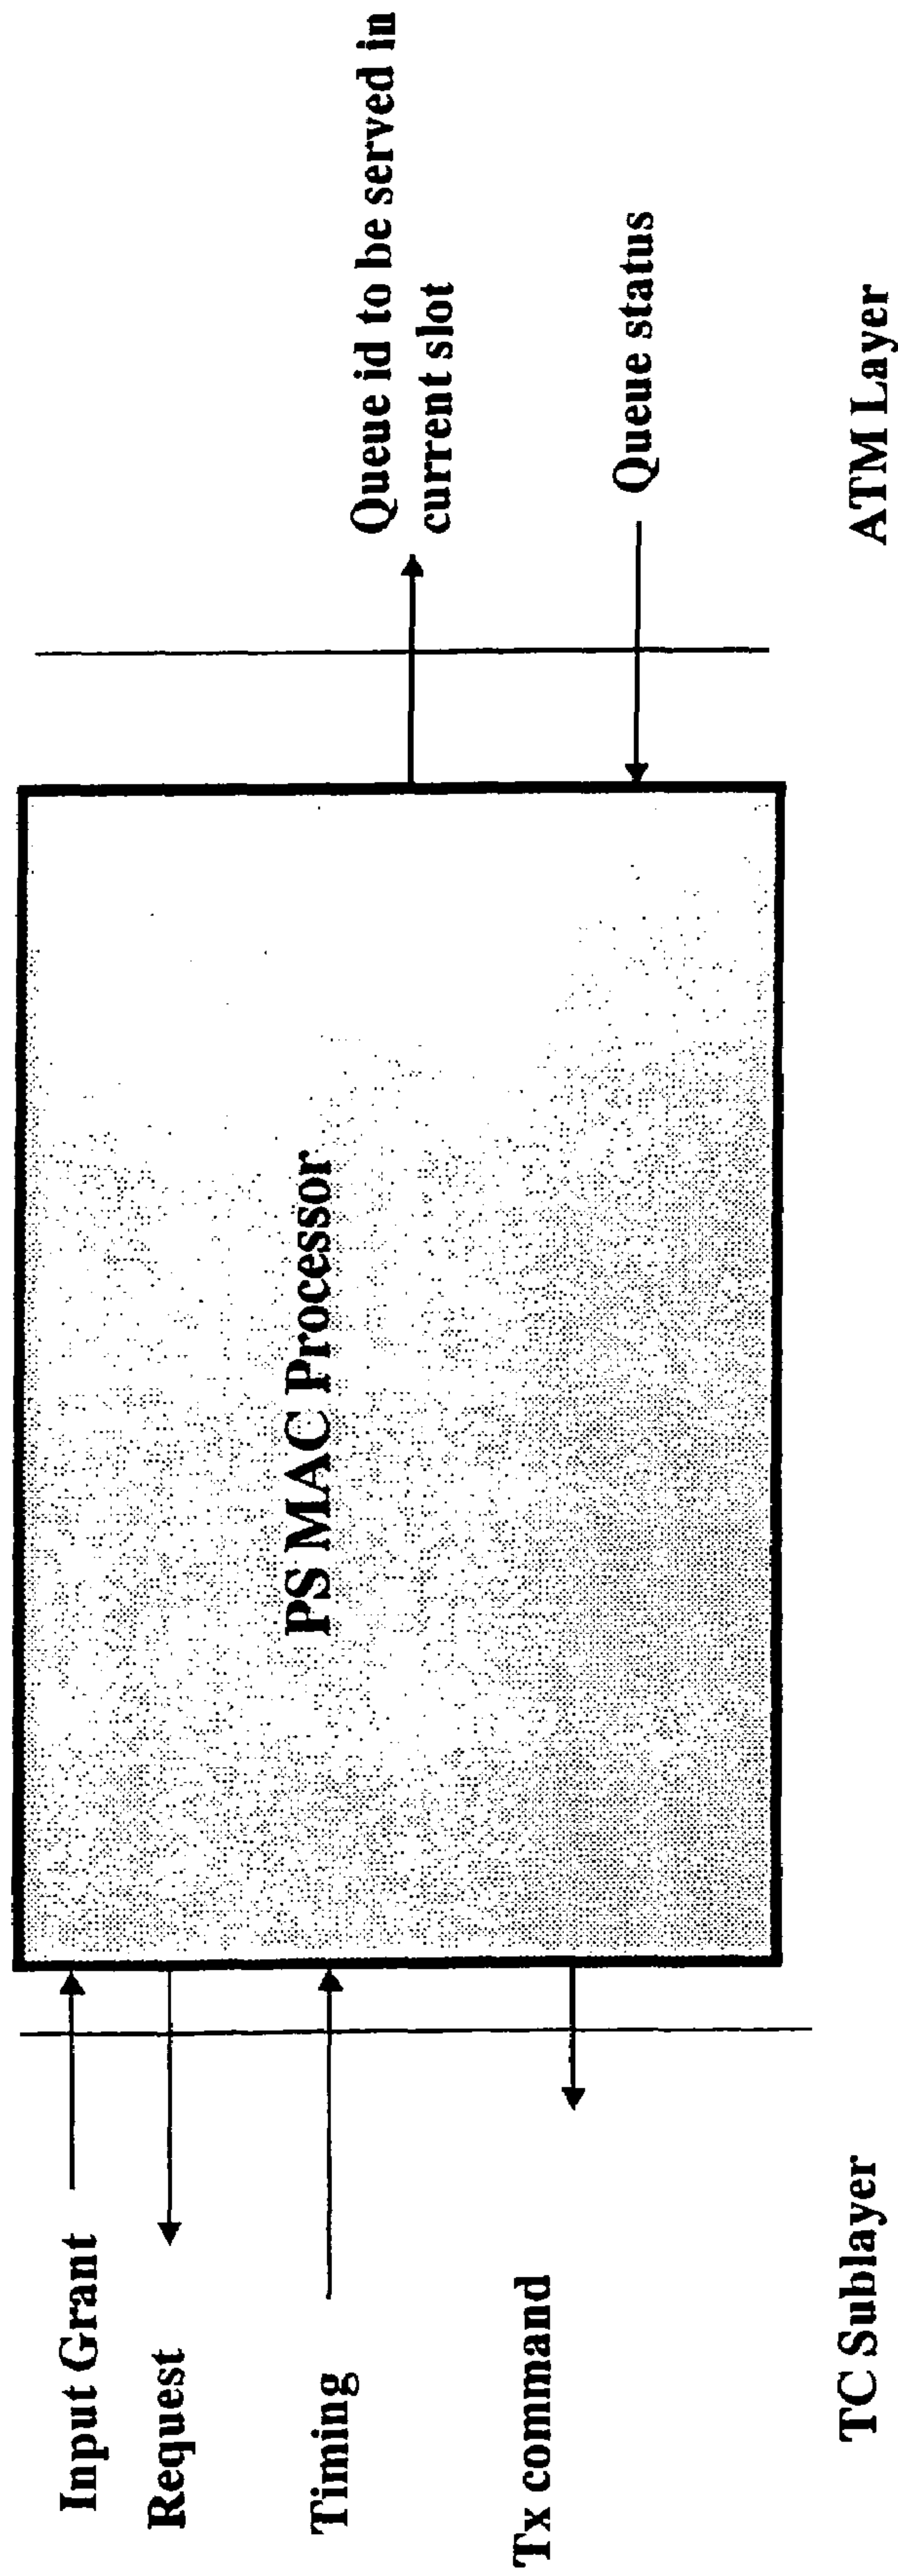 Input Grant
Request
Timing
Tx command
TC Sublayer
PS MAC Processor
Queue id to be served in
current slot
Queue status
ATM Layer